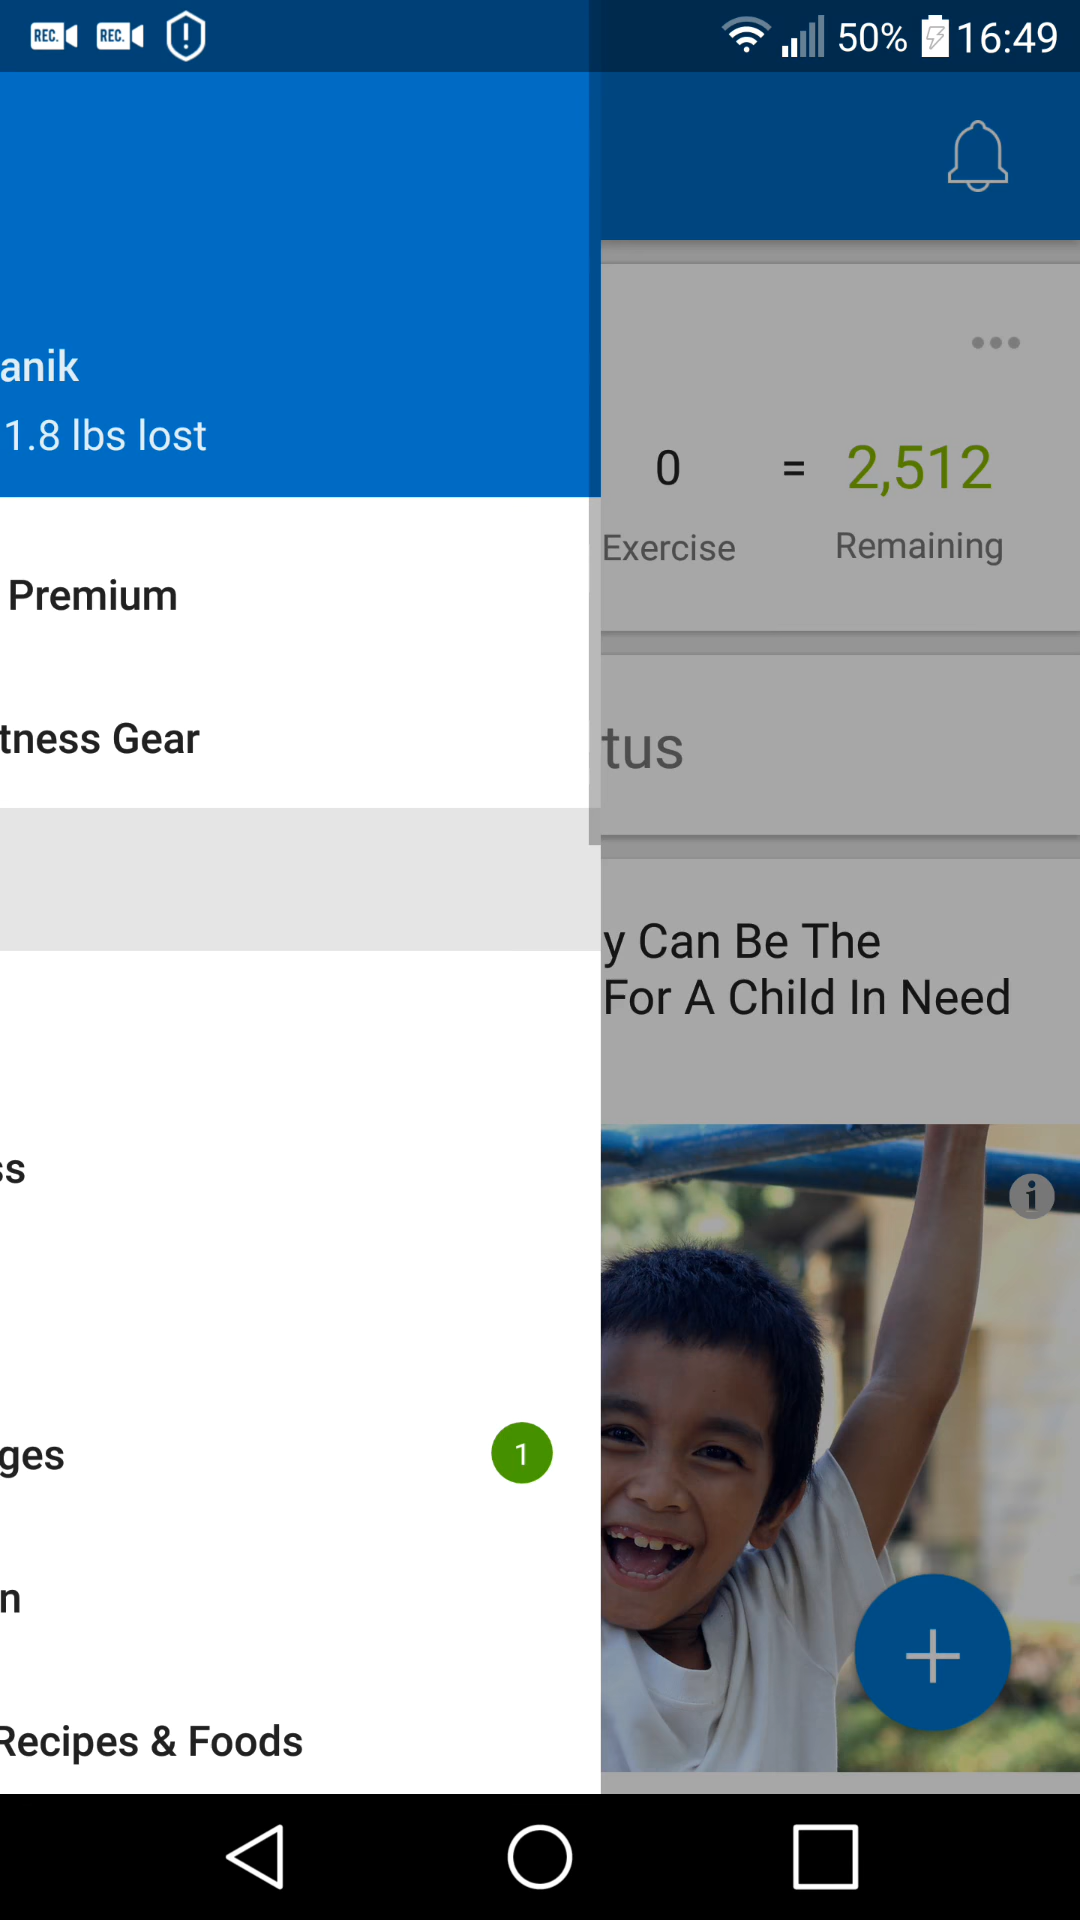 REC. REC. 50% 16:49
anik
1.8 lbs lost
0 = 2,512
Exercise Remaining
Premium
tness Gear
tus
y Can Be The
For A Child In Need
ss
ges 1
n
Recipes & Foods